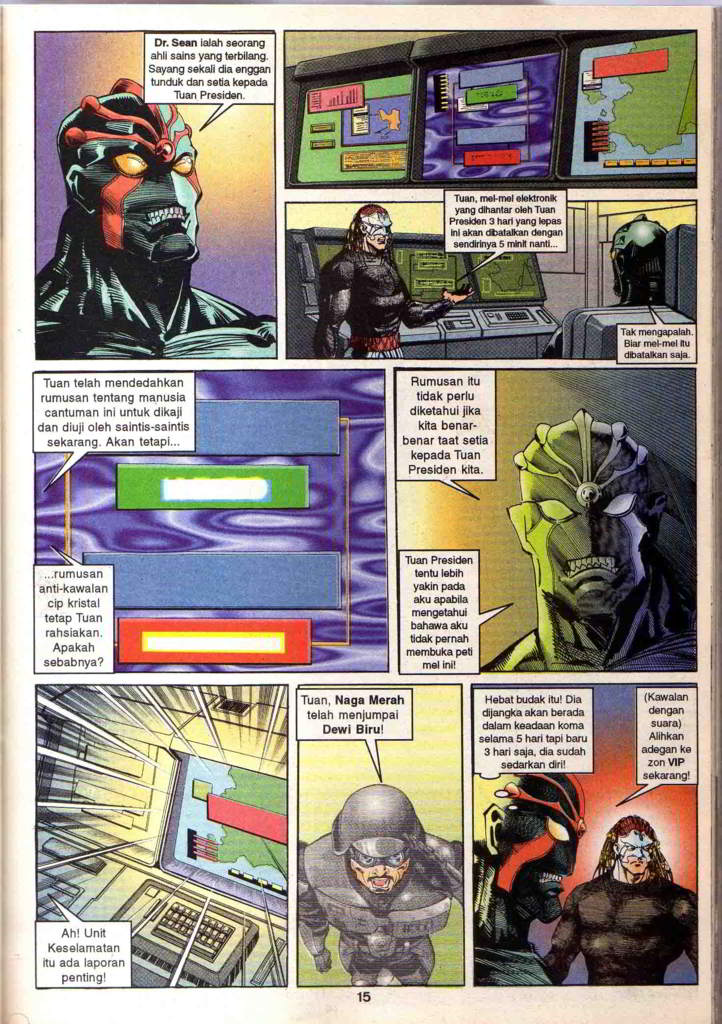 Dr. Sean ialah seorang
ahli sains yang terbilang.
Sayang sekali dia enggan
tunduk dan setia kepada
Tuan Presiden.
Tuan, mel-mel elektronik
yang dihantar oleh Tuan
Presiden 3 hari yang lepas
ini akan dibatalkan dengan
sendirinya 5 minit nanti...
Tak mengapalah.
Biar mel-mel itu
dibatalkan saja.
Tuan telah mendedahkan
rumusan tentang manusia
cantuman ini untuk dikaji
dan diuji oleh saintis-saintis
sekarang. Akan tetapi...
...rumusan
anti-kawalan
cip kristal
tetap Tuan
rahsiakan.
Apakah
sebabnya?
Rumusan itu
tidak perlu
diketahui jika
kita benar-
benar taat setia
kepada Tuan
Presiden kita.
Tuan Presiden
tentu lebih
yakin pada
aku apabila
mengetahui
bahawa aku
tidak pernah
membuka peti
mel ini!
Ah! Unit
Keselamatan
itu ada laporan
penting!
Tuan, Naga Merah
telah menjumpai
Dewi Biru!
Hebat budak itu! Dia
dijangka akan berada
dalam keadaan koma
selama 5 hari tapi baru
3 hari saja, dia sudah
sedarkan diri!
(Kawalan
dengan
suara)
Alihkan
adegan ke
zon VIP
sekarang!
15